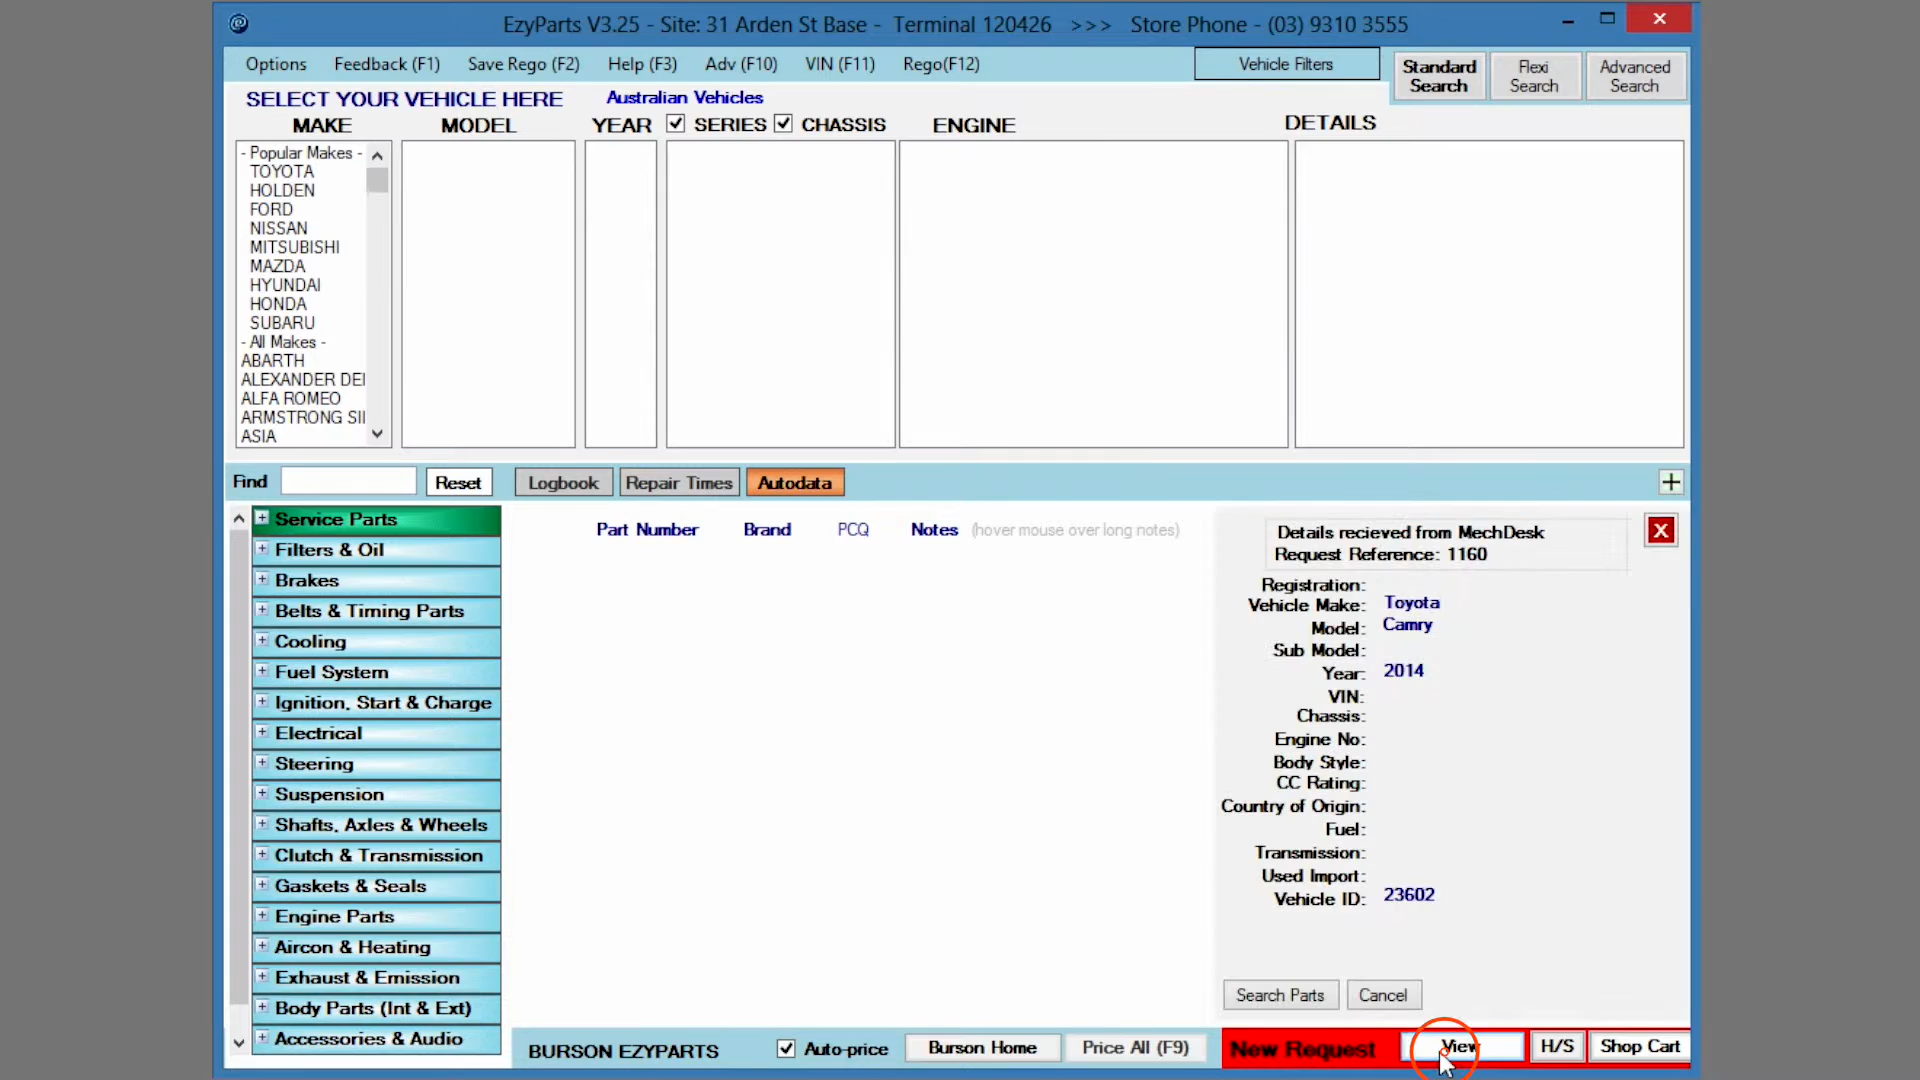 EzyParts V3.25 - Site: 31 Arden St Base - Terminal 120426 >>> Store Phone - (03) 9310 3555
Options Feedback (F1) Save Rego (F2) Help (F3) Adv (F10) VIN (F11) Rego(F12) Vehicle Filters
Standard Search
Flexi Search
Advanced Search
SELECT YOUR VEHICLE HERE Australian Vehicles
MAKE MODEL YEAR SERIES CHASSIS ENGINE DETAILS
- Popular Makes -
TOYOTA
HOLDEN
FORD
NISSAN
MITSUBISHI
MAZDA
HYUNDAI
HONDA
SUBARU
- All Makes -
ABARTH
ALEXANDER DEI
ALFA ROMEO
ARMSTRONG SII
ASIA
Find Reset Logbook Repair Times Autodata
Service Parts
Filters & Oil
Brakes
Belts & Timing Parts
Cooling
Fuel System
Ignition, Start & Charge
Electrical
Steering
Suspension
Shafts, Axles & Wheels
Clutch & Transmission
Gaskets & Seals
Engine Parts
Aircon & Heating
Exhaust & Emission
Body Parts (Int & Ext)
Accessories & Audio
Part Number Brand PCQ Notes (hover mouse over long notes)
Details recieved from MechDesk
Request Reference: 1160
Registration:
Vehicle Make: Toyota
Model: Camry
Sub Model:
Year: 2014
VIN:
Chassis:
Engine No:
Body Style:
CC Rating:
Country of Origin:
Fuel:
Transmission:
Used Import:
Vehicle ID: 23602
Search Parts Cancel
BURSON EZYPARTS Auto-price Burson Home Price All (F9) New Request View H/S Shop Cart